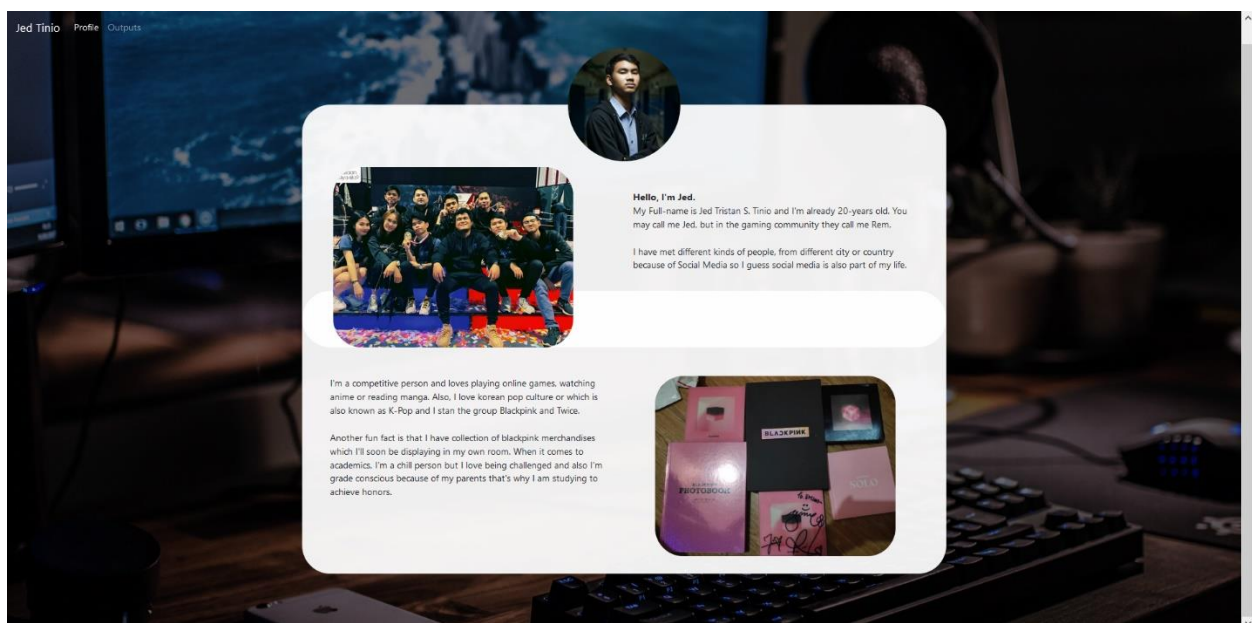 Jed Tinio Profile Outputs
Hello, I'm Jed.
My Full-name is Jed Tristan S. Tinio and I'm already 20-years old. You
may call me Jed. but in the gaming community they call me Rem.
I have met different kinds of people, from different city or country
because of Social Media so I guess social media is also part of my life.
I'm a competitive person and loves playing online games, watching
anime or reading manga. Also, I love korean pop culture or which is
also known as K-Pop and I stan the group Blackpink and Twice.
Another fun fact is that I have collection of blackpink merchandises
which I'll soon be displaying in my own room. When it comes to
academics, I'm a chill person but I love being challenged and also I'm
grade conscious because of my parents that's why I am studying to
achieve honors.
BLACKPINK
PHOTOBOOK
SOLO